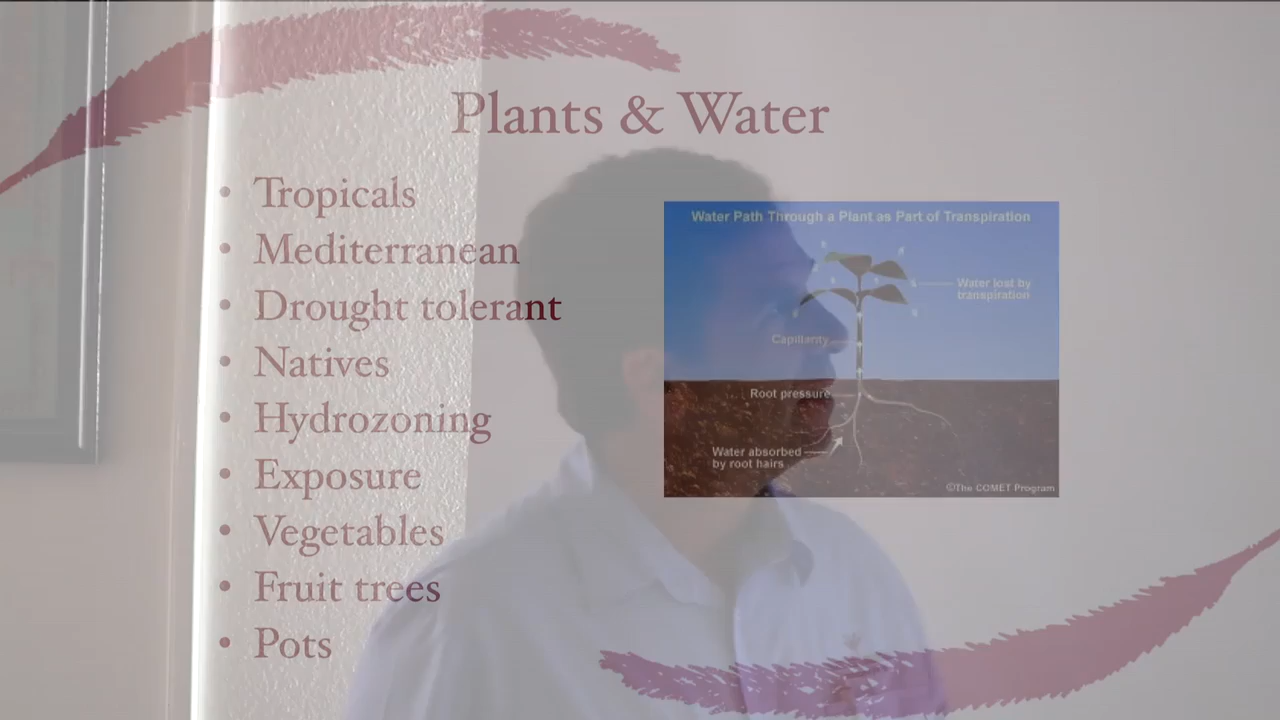 Plants & Water
• Tropicals
• Mediterranean
• Drought tolerant
• Natives
• Hydrozoning
• Exposure
• Vegetables
• Fruit trees
• Pots
Water Path Through a Plant as Part of Transpiration
Water lost by
transpiration
Capillarity
Root pressure
Water absorbed
by root hairs
©The COMET Program